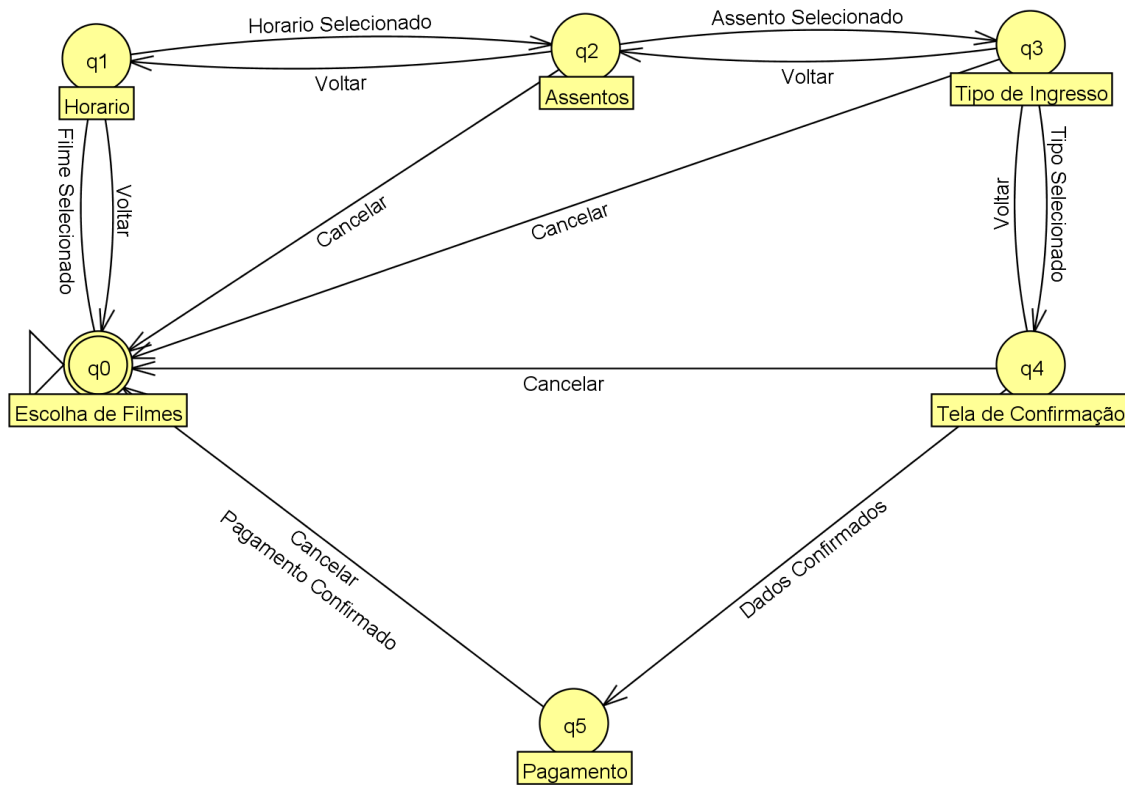 Horario Selecionado
Assento Selecionado
q1
q2
q3
Voltar
Voltar
Horario
Assentos
Tipo de Ingresso
Filme Selecionado
Voltar
Cancelar
Cancelar
Voltar
Tipo Selecionado
q0
q4
Cancelar
Escolha de Filmes
Tela de Confirmação
Cancelar
Pagamento Confirmado
Dados Confirmados
q5
Pagamento